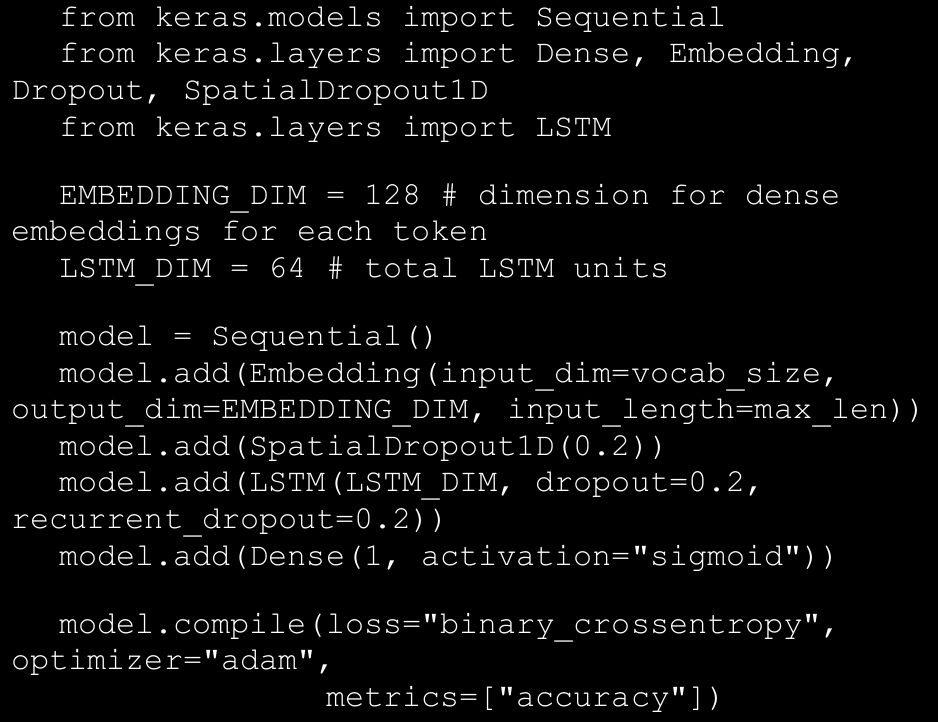 from keras.models import Sequential
from keras.layers import Dense, Embedding,
Dropout, SpatialDropout1D
from keras.layers import LSTM
EMBEDDING_DIM = 128 # dimension for dense
embeddings for each token
LSTM_DIM = 64 # total LSTM units
model = Sequential()
model.add(Embedding(input_dim=vocab_size,
output_dim=EMBEDDING_DIM, input_length=max_len))
model.add(SpatialDropout1D(0.2))
model.add(LSTM(LSTM_DIM, dropout=0.2,
recurrent_dropout=0.2))
model.add(Dense(1, activation="sigmoid"))
model.compile(loss="binary_crossentropy",
optimizer="adam",
metrics=["accuracy"])